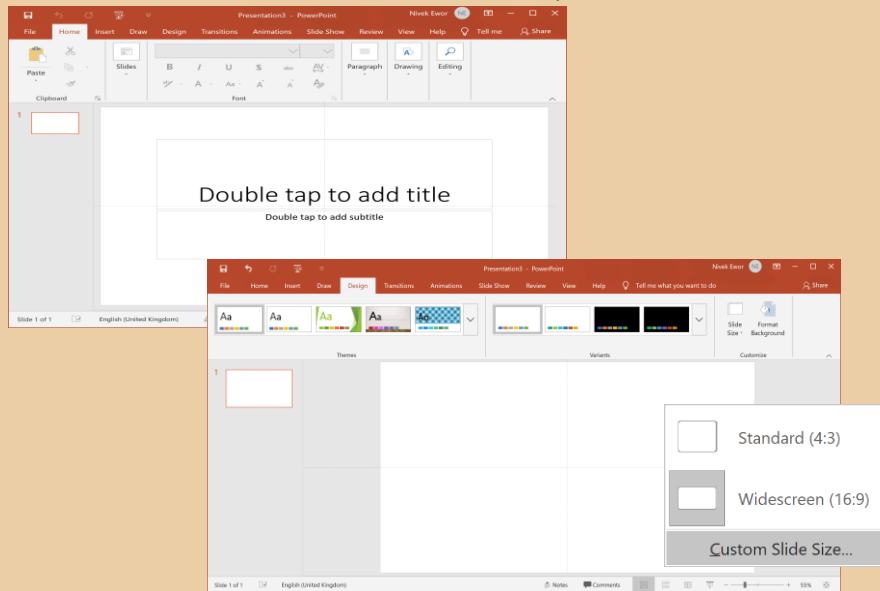 Presentation3 - PowerPoint
Nivek Ewor NE
File Home Insert Draw Design Transitions Animations Slide Show Review View Help Tell me Share
Paste
Slides
B I U S abc AV
A Aa A A
Paragraph Drawing Editing
Clipboard Font
1
Double tap to add title
Double tap to add subtitle
Slide 1 of 1 English (United Kingdom)
Presentation3 - PowerPoint
Nivek Ewor NE
File Home Insert Draw Design Transitions Animations Slide Show Review View Help Tell me what you want to do Share
Aa Aa Aa Aa Aa
Slide Size
Format Background
Themes Variants Customize
1
Standard (4:3)
Widescreen (16:9)
Custom Slide Size...
Slide 1 of 1 English (United Kingdom) Notes Comments 55%